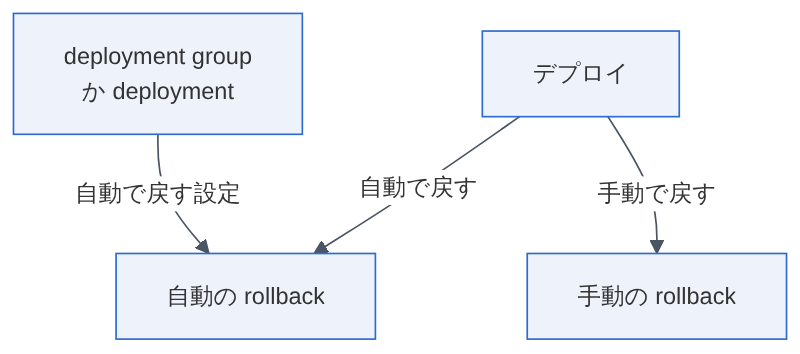 deployment group
か deployment
デプロイ
自動で戻す設定
自動で戻す
手動で戻す
自動の rollback
手動の rollback